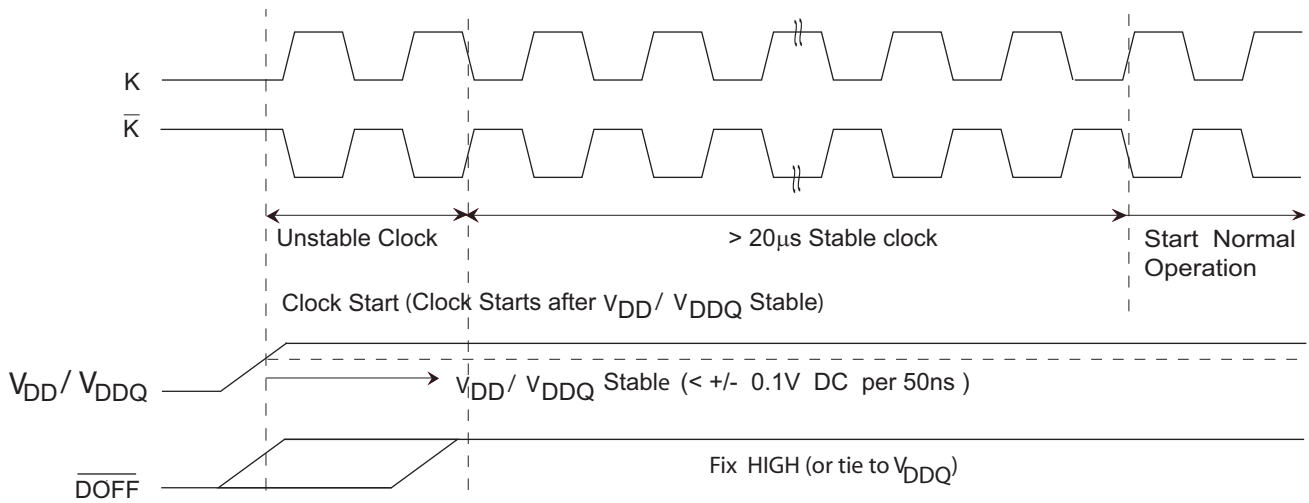 K
K̅
Unstable Clock
> 20μs Stable clock
Start Normal
Operation
Clock Start (Clock Starts after VDD/ VDDQ Stable)
VDD/ VDDQ
VDD/ VDDQ Stable (< +/- 0.1V DC per 50ns )
D̅O̅F̅F̅
Fix HIGH (or tie to VDDQ)